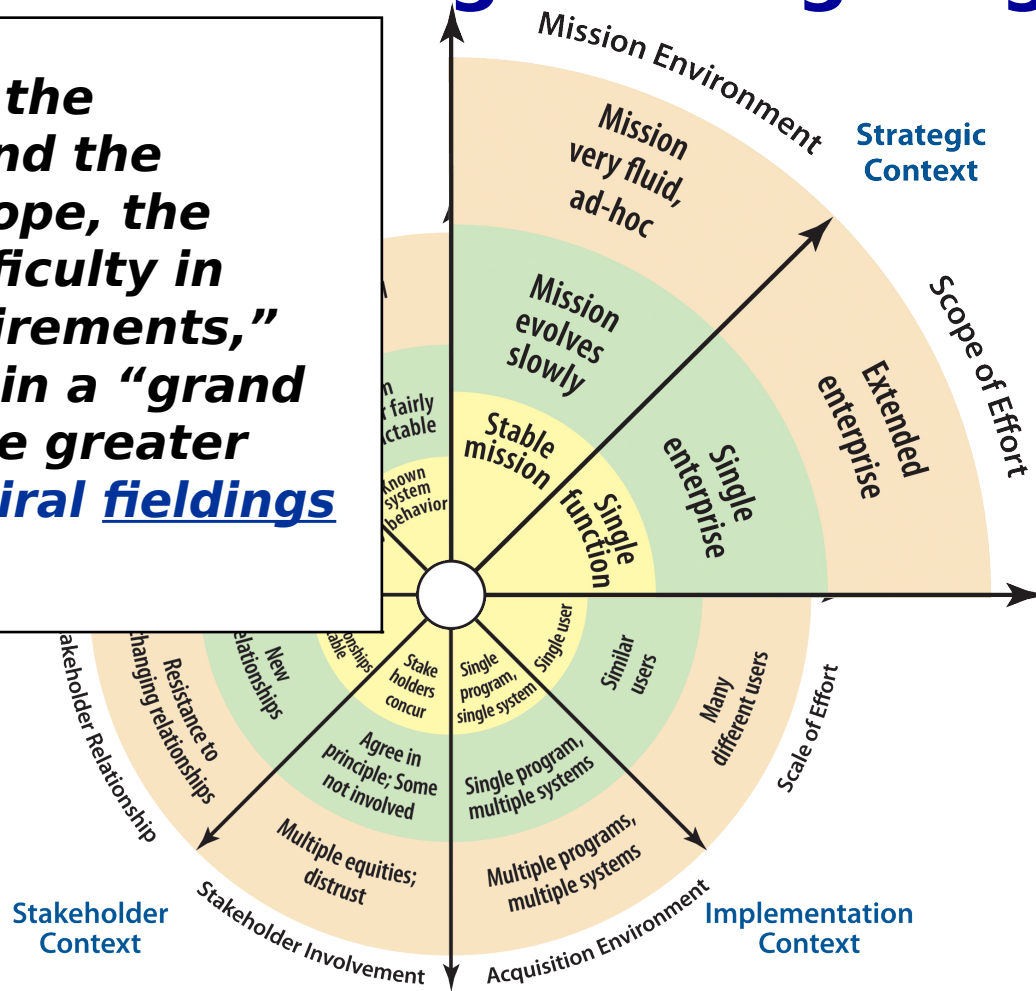 the
nd the
ope, the
ficulty in
irements,”
in a “grand
e greater
iral fieldings
Mission Environment
Strategic
Context
Mission
very fluid,
ad-hoc
Mission
evolves
slowly
Stable
mission
Scope of Effort
Extended
enterprise
Single
enterprise
Single
function
fairly
ctable
Known
system
behavior
Single user
Similar
users
Many
different users
Scale of Effort
Single
program,
single system
Single program,
multiple systems
Multiple programs,
multiple systems
Acquisition Environment
Implementation
Context
Stake
holders
concur
Agree in
principle; Some
not involved
Multiple equities;
distrust
Stakeholder Involvement
Stakeholder
Context
onships
able
New
elationships
Resistance to
changing relationships
akeholder Relationship